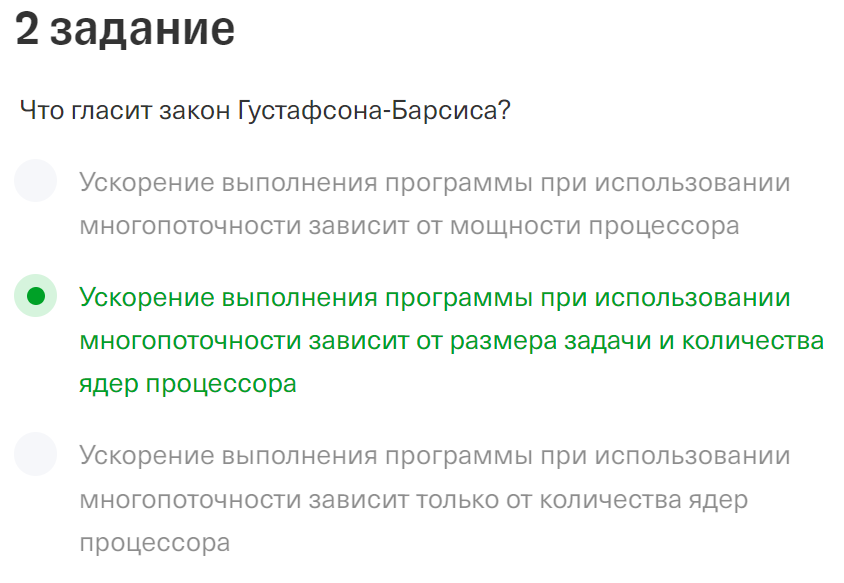 2 задание
Что гласит закон Густафсона-Барсиса?
Ускорение выполнения программы при использовании
многопоточности зависит от мощности процессора
Ускорение выполнения программы при использовании
многопоточности зависит от размера задачи и количества
ядер процессора
Ускорение выполнения программы при использовании
многопоточности зависит только от количества ядер
процессора